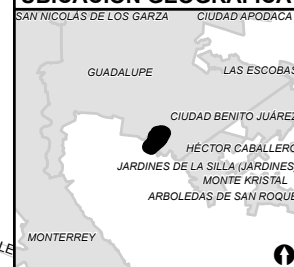 UBICACIÓN GEOGRÁFICA
SAN NICOLÁS DE LOS GARZA CIUDAD APODACA
GUADALUPE LAS ESCOBAS
CIUDAD BENITO JUÁREZ
HÉCTOR CABALLERO
JARDINES DE LA SILLA (JARDINES)
MONTE KRISTAL
ARBOLEDAS DE SAN ROQUE
MONTERREY